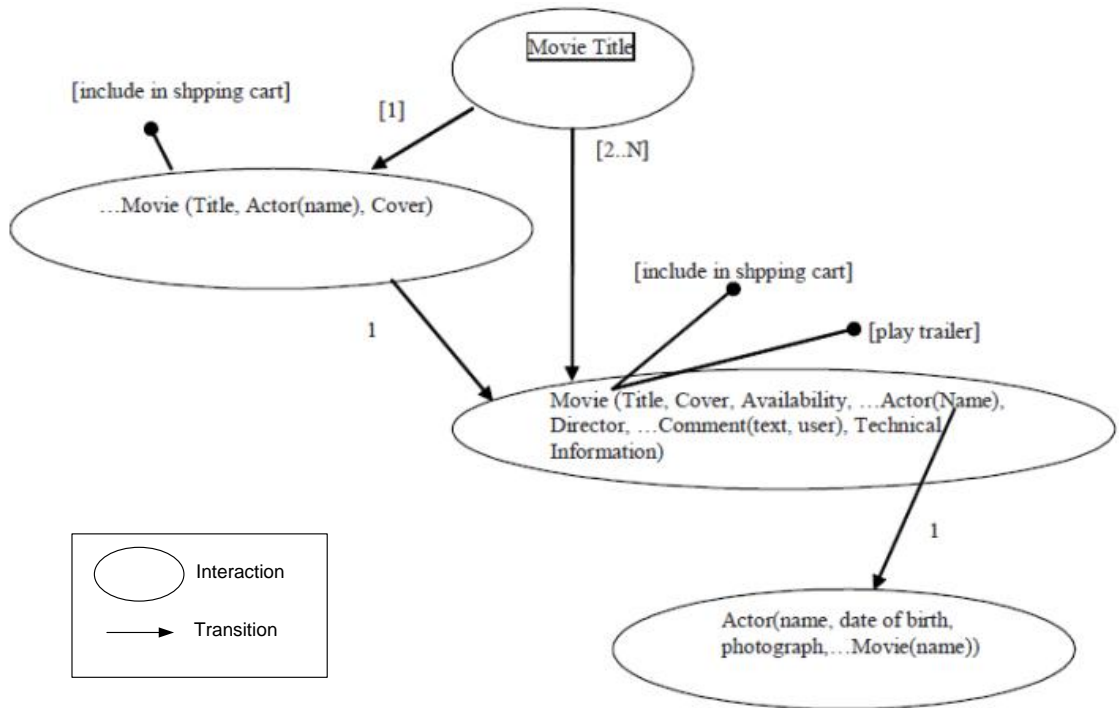 Movie Title
[include in shpping cart]
[1]
[2..N]
…Movie (Title, Actor(name), Cover)
[include in shpping cart]
1
[play trailer]
Movie (Title, Cover, Availability, …Actor(Name),
Director, …Comment(text, user), Technical
Information)
1
Interaction
Transition
Actor(name, date of birth,
photograph,…Movie(name))